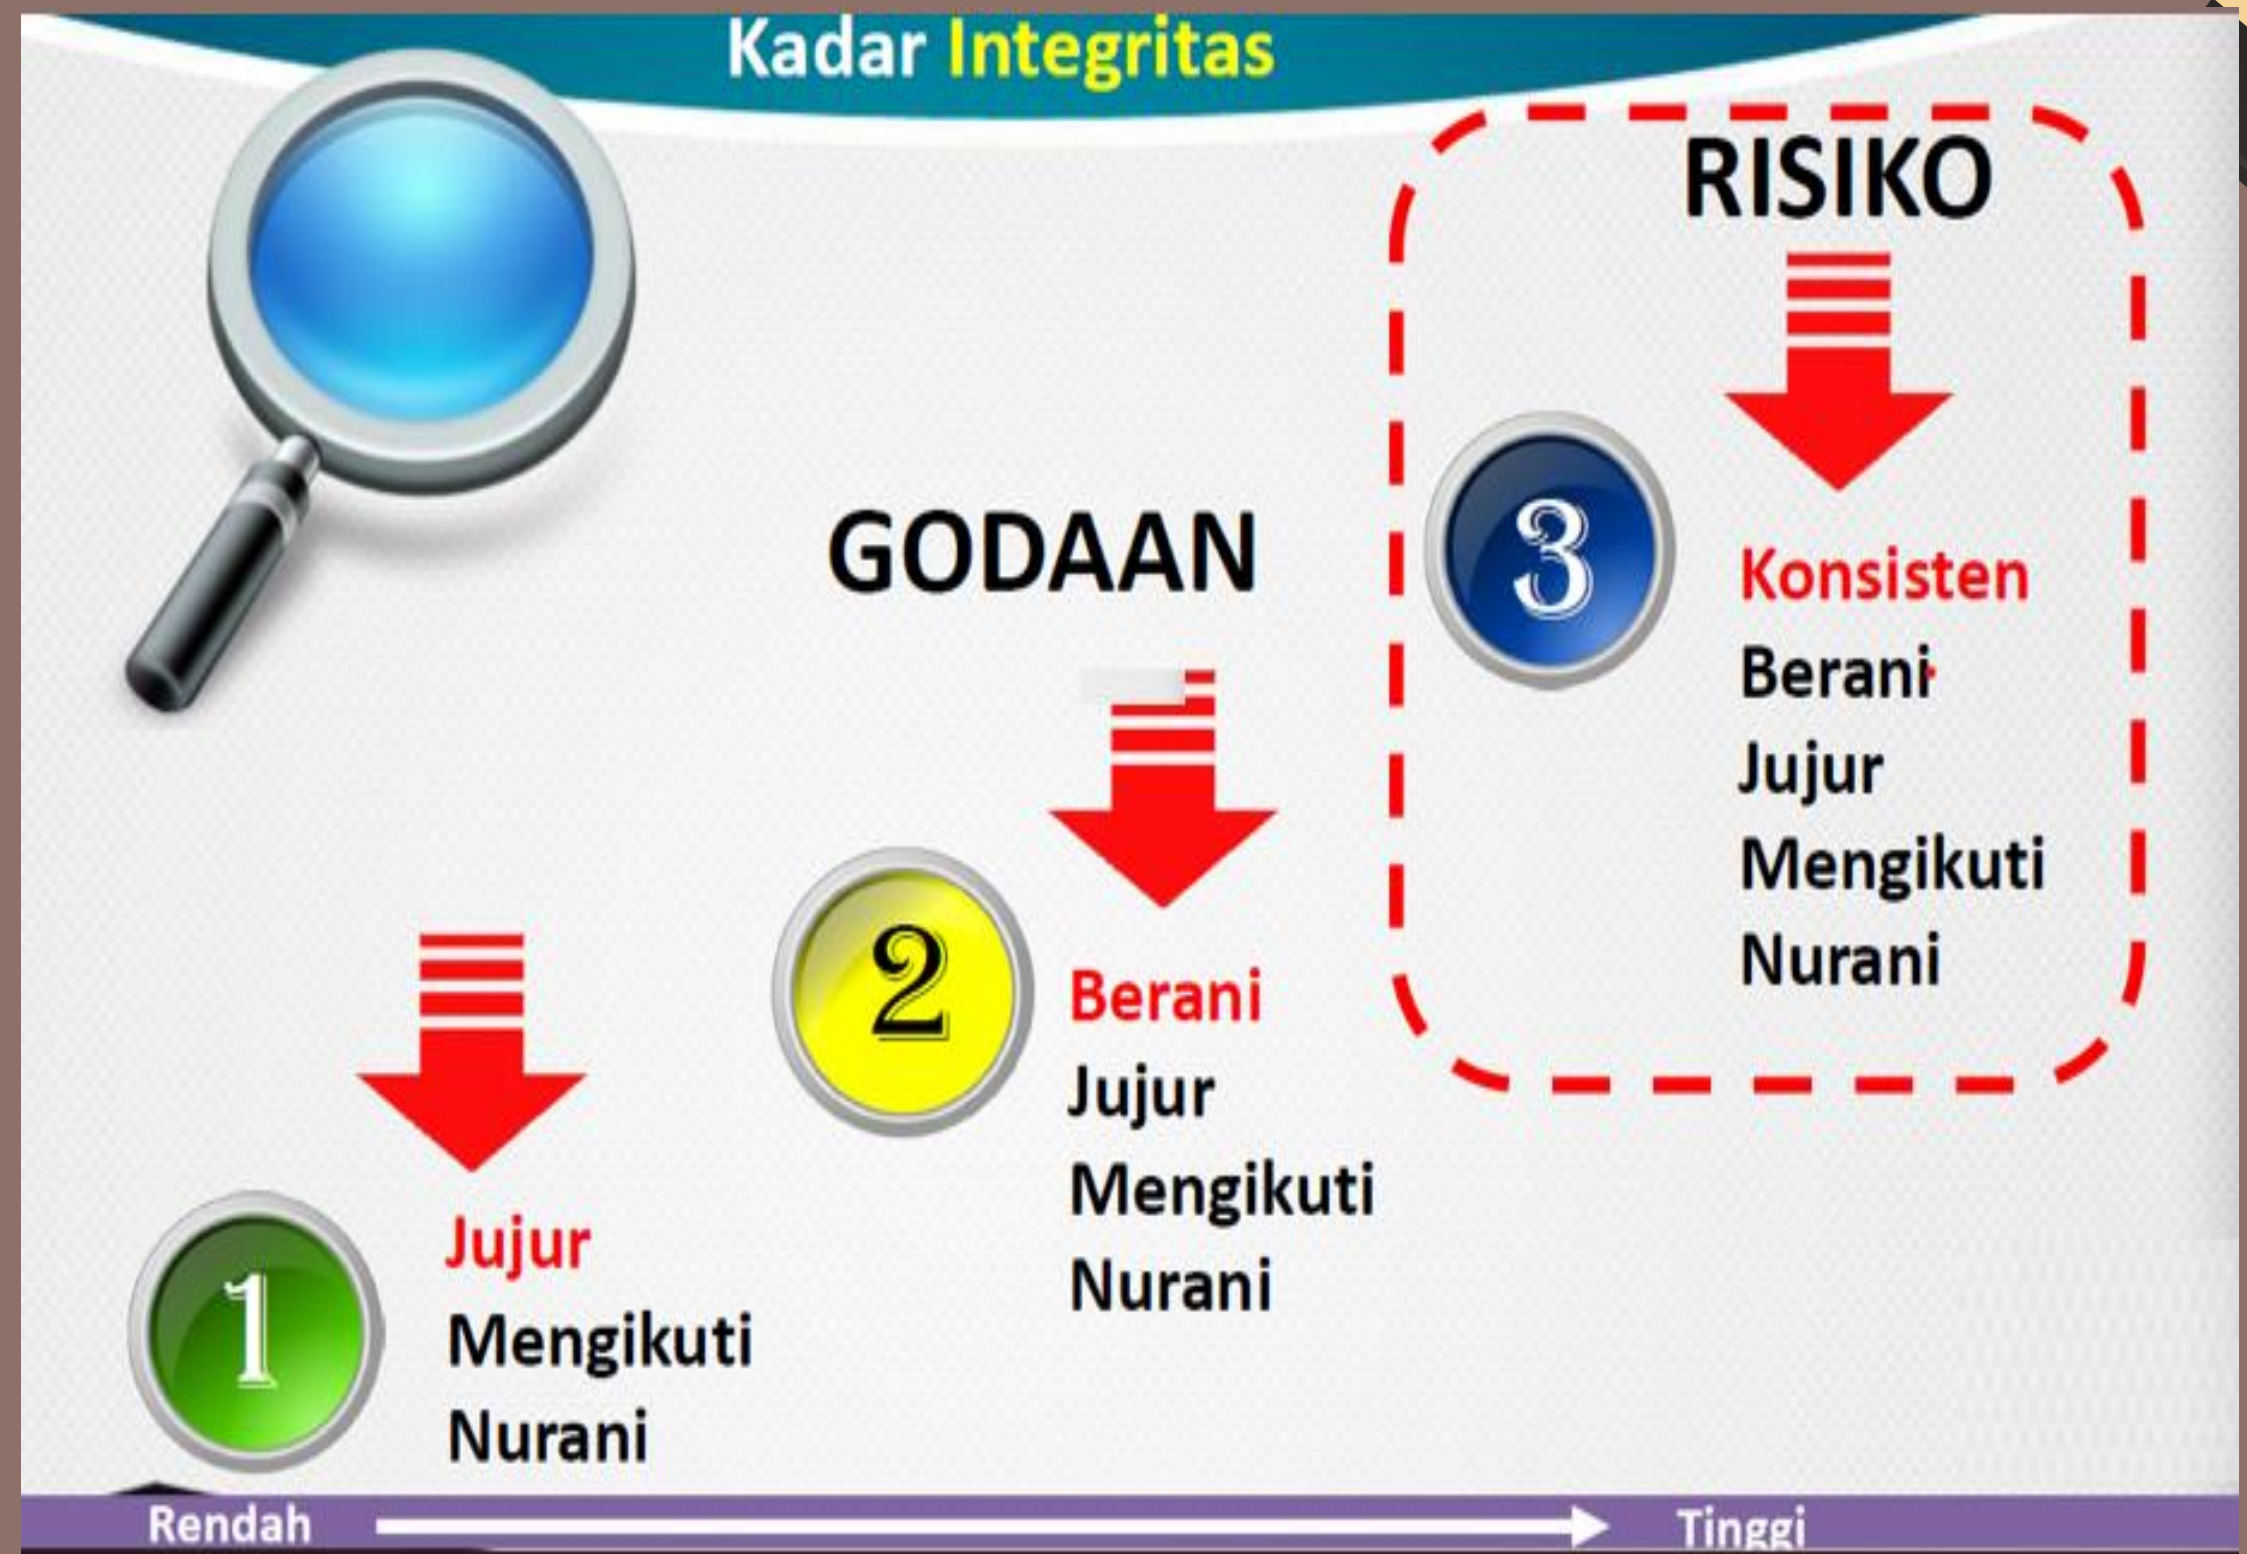 Kadar Integritas
RISIKO
3
Konsisten
Berani
Jujur
Mengikuti
Nurani
GODAAN
2
Berani
Jujur
Mengikuti
Nurani
1
Jujur
Mengikuti
Nurani
Rendah
Tinggi